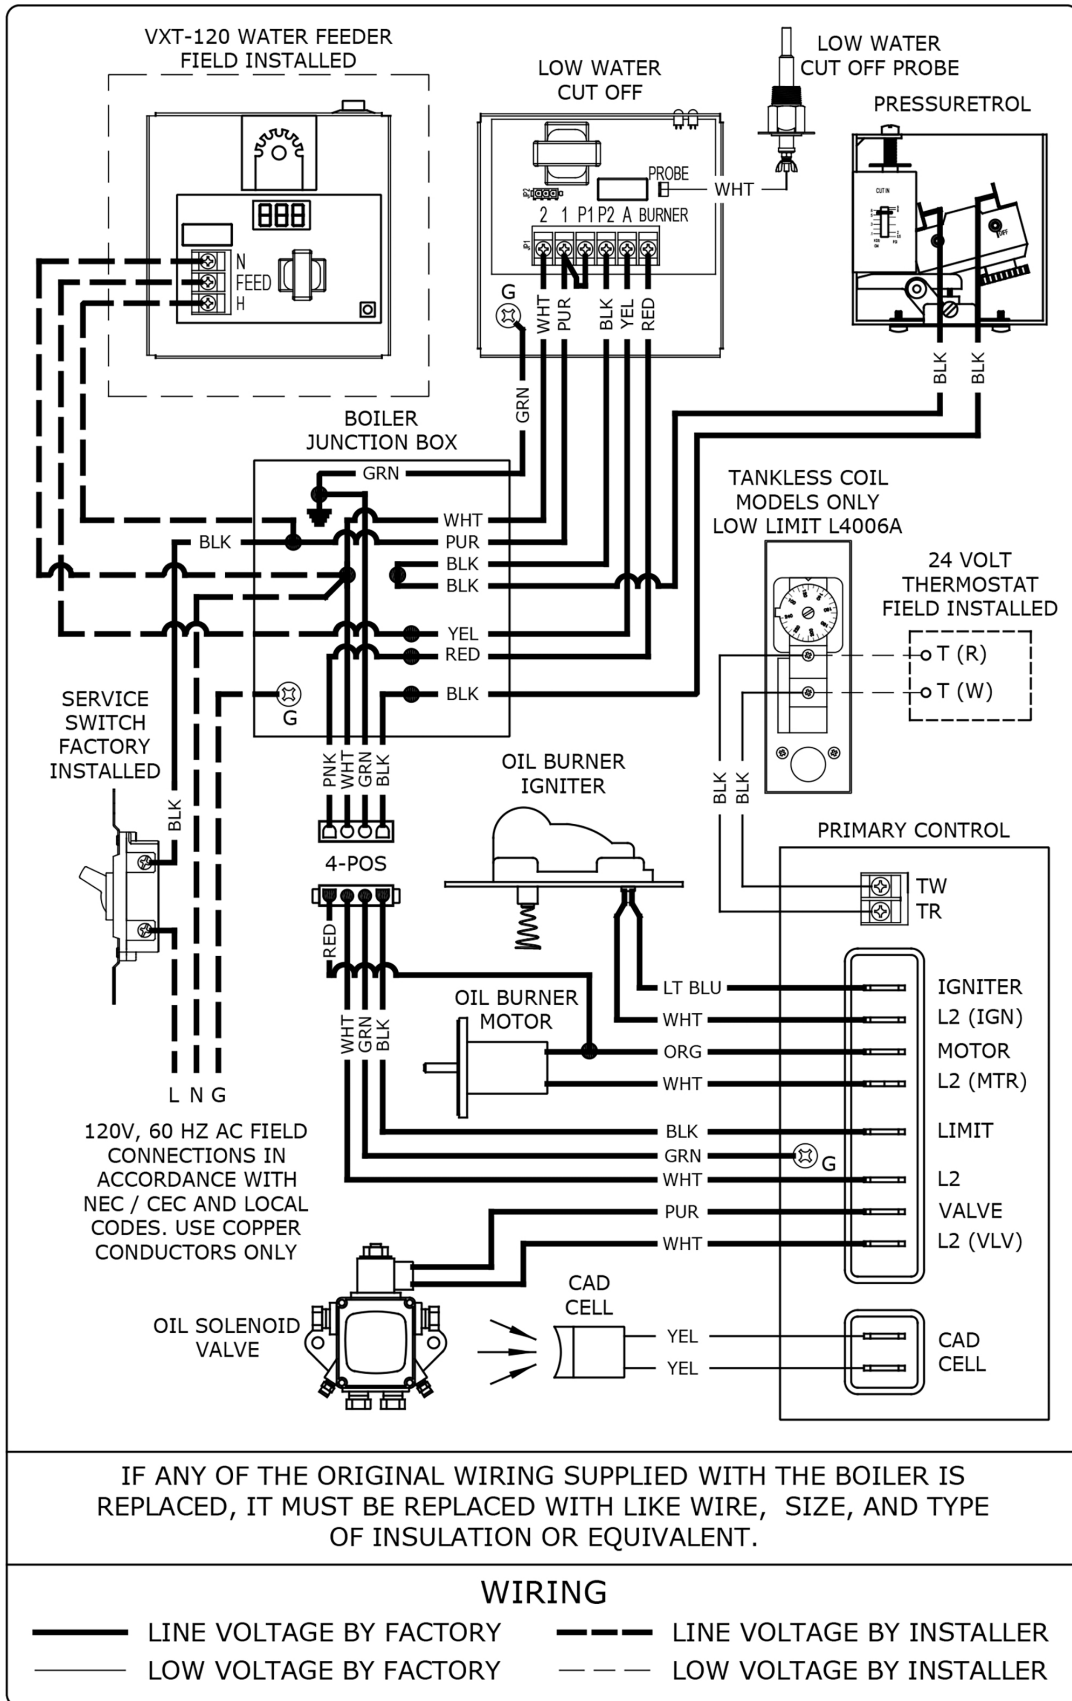 VXT-120 WATER FEEDER
FIELD INSTALLED
LOW WATER
CUT OFF
LOW WATER
CUT OFF PROBE
PRESSURETROL
PROBE
WHT
2 1 P1 P2 A BURNER
JP1
N
FEED
H
G
CUT IN
OFF
WHT
PUR
BLK
YEL
RED
GRN
BLK
BLK
BOILER
JUNCTION BOX
GRN
WHT
BLK
PUR
BLK
BLK
YEL
RED
BLK
G
TANKLESS COIL
MODELS ONLY
LOW LIMIT L4006A
24 VOLT
THERMOSTAT
FIELD INSTALLED
T (R)
T (W)
SERVICE
SWITCH
FACTORY
INSTALLED
BLK
PNK
WHT
GRN
BLK
4-POS
OIL BURNER
IGNITER
BLK
BLK
PRIMARY CONTROL
TW
TR
RED
LT BLU
IGNITER
OIL BURNER
MOTOR
WHT
L2 (IGN)
WHT
GRN
BLK
ORG
MOTOR
WHT
L2 (MTR)
L N G
BLK
LIMIT
GRN
G
WHT
L2
PUR
VALVE
WHT
L2 (VLV)
120V, 60 HZ AC FIELD
CONNECTIONS IN
ACCORDANCE WITH
NEC / CEC AND LOCAL
CODES. USE COPPER
CONDUCTORS ONLY
OIL SOLENOID
VALVE
CAD
CELL
YEL
YEL
CAD
CELL
IF ANY OF THE ORIGINAL WIRING SUPPLIED WITH THE BOILER IS
REPLACED, IT MUST BE REPLACED WITH LIKE WIRE, SIZE, AND TYPE
OF INSULATION OR EQUIVALENT.
WIRING
LINE VOLTAGE BY FACTORY
LINE VOLTAGE BY INSTALLER
LOW VOLTAGE BY FACTORY
LOW VOLTAGE BY INSTALLER